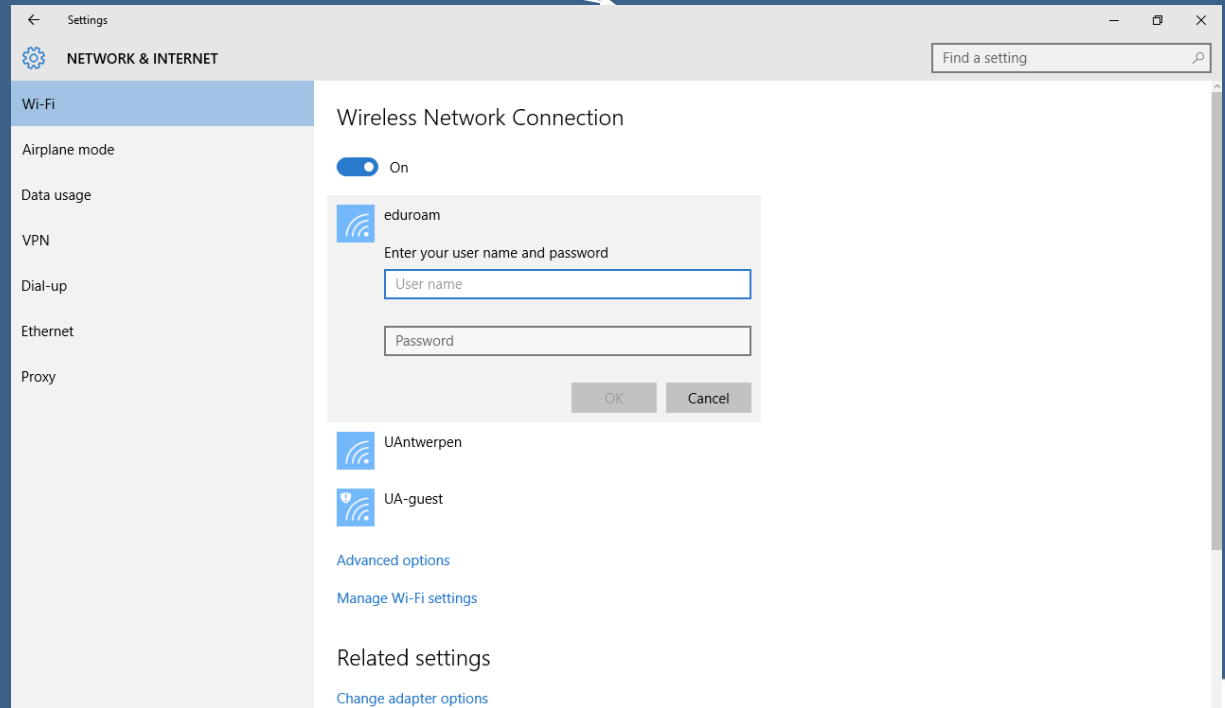 Settings
NETWORK & INTERNET
Find a setting
Wi-Fi
Airplane mode
Data usage
VPN
Dial-up
Ethernet
Proxy
Wireless Network Connection
On
eduroam
Enter your user name and password
User name
Password
OK
Cancel
UAntwerpen
UA-guest
Advanced options
Manage Wi-Fi settings
Related settings
Change adapter options